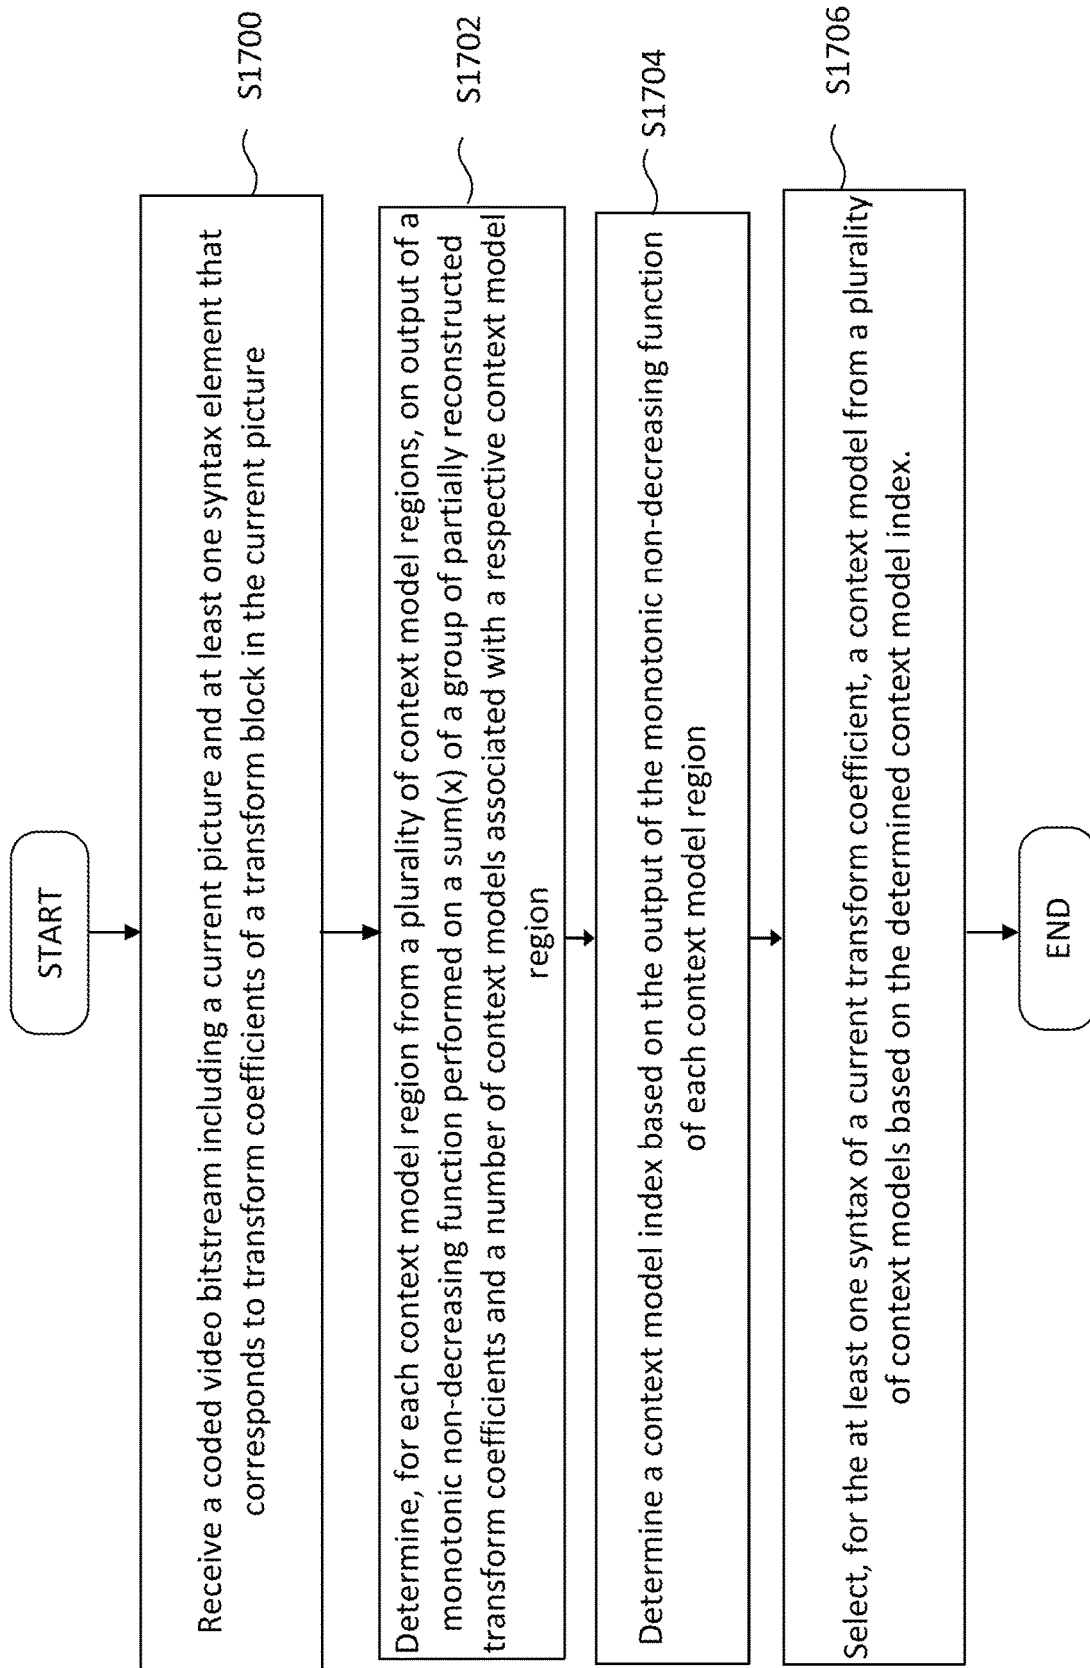 START
Receive a coded video bitstream including a current picture and at least one syntax element that
corresponds to transform coefficients of a transform block in the current picture
S1700
Determine, for each context model region from a plurality of context model regions, on output of a
monotonic non-decreasing function performed on a sum(x) of a group of partially reconstructed
transform coefficients and a number of context models associated with a respective context model
region
S1702
Determine a context model index based on the output of the monotonic non-decreasing function
of each context model region
S1704
Select, for the at least one syntax of a current transform coefficient, a context model from a plurality
of context models based on the determined context model index.
S1706
END